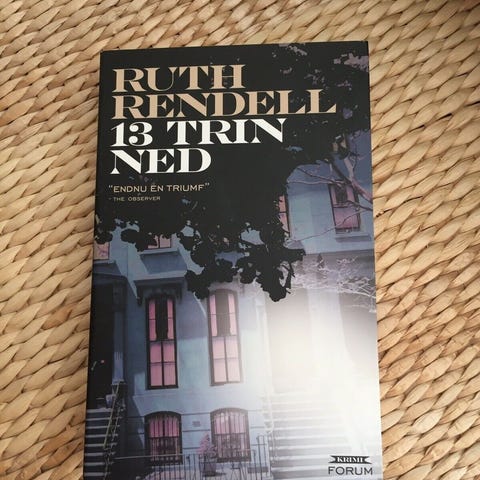 RUTH
RENDELL
13 TRIN
NED
"ENDNU ÉN TRIUMF"
- THE OBSERVER
KRIMI
FORUM